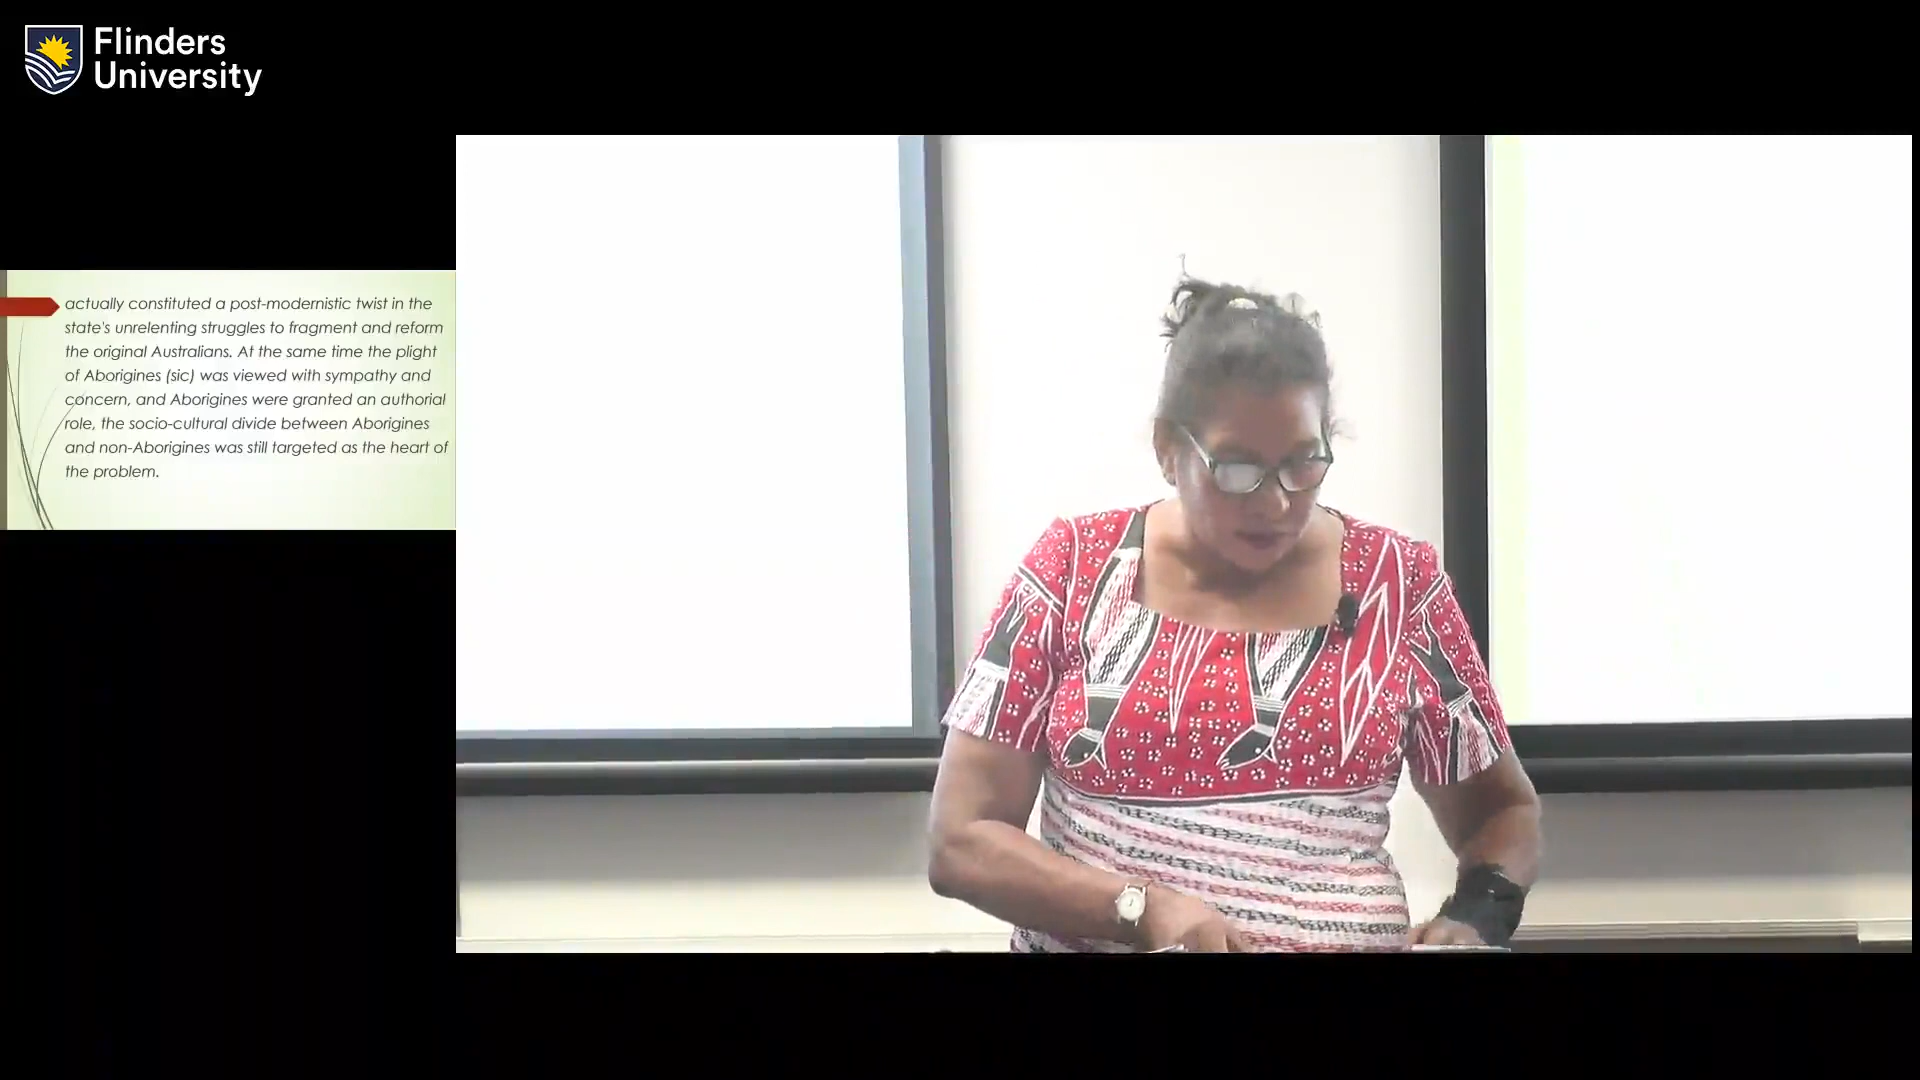 Flinders
University
actually constituted a post-modernistic twist in the
state's unrelenting struggles to fragment and reform
the original Australians. At the same time the plight
of Aborigines (sic) was viewed with sympathy and
concern, and Aborigines were granted an authorial
role, the socio-cultural divide between Aborigines
and non-Aborigines was still targeted as the heart of
the problem.